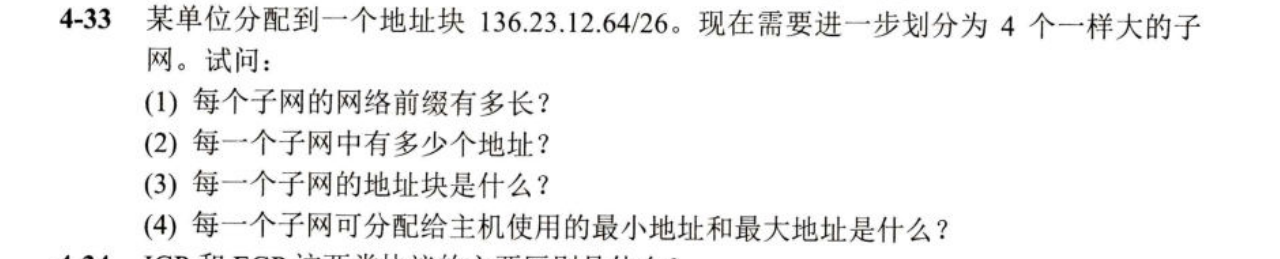 4-33 某单位分配到一个地址块 136.23.12.64/26。现在需要进一步划分为 4 个一样大的子
网。试问：
(1) 每个子网的网络前缀有多长？
(2) 每一个子网中有多少个地址？
(3) 每一个子网的地址块是什么？
(4) 每一个子网可分配给主机使用的最小地址和最大地址是什么？